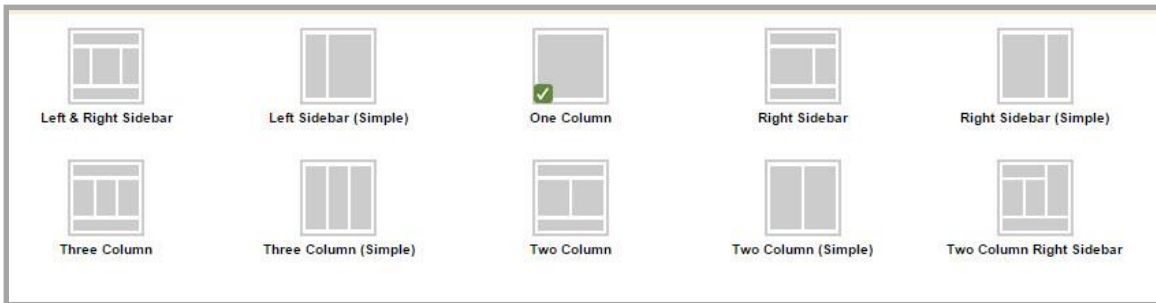 Left & Right Sidebar
Left Sidebar (Simple)
One Column
Right Sidebar
Right Sidebar (Simple)
Three Column
Three Column (Simple)
Two Column
Two Column (Simple)
Two Column Right Sidebar